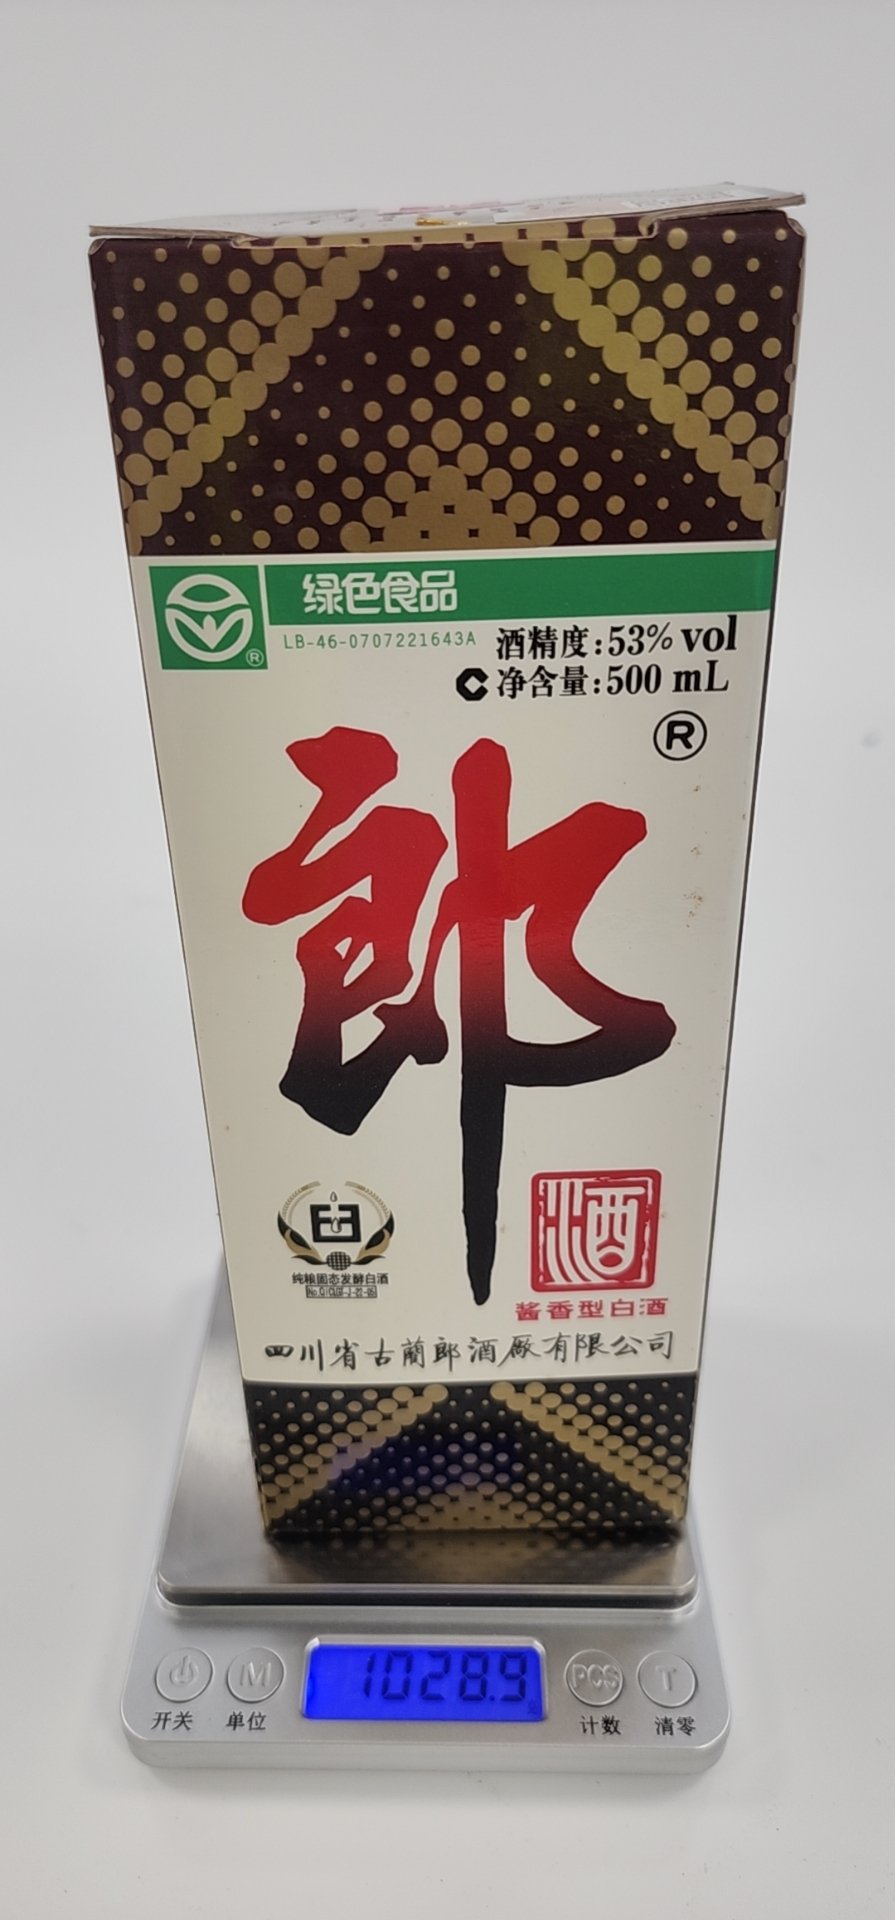 绿色食品
®
LB-46-0707221643A
酒精度:53% vol
C 净含量:500 mL
®
郎
酒
纯粮固态发酵白酒
酱香型白酒
四川省古蔺郎酒厰有限公司
1028.9
M
PCS
T
开关
单位
计数
清零